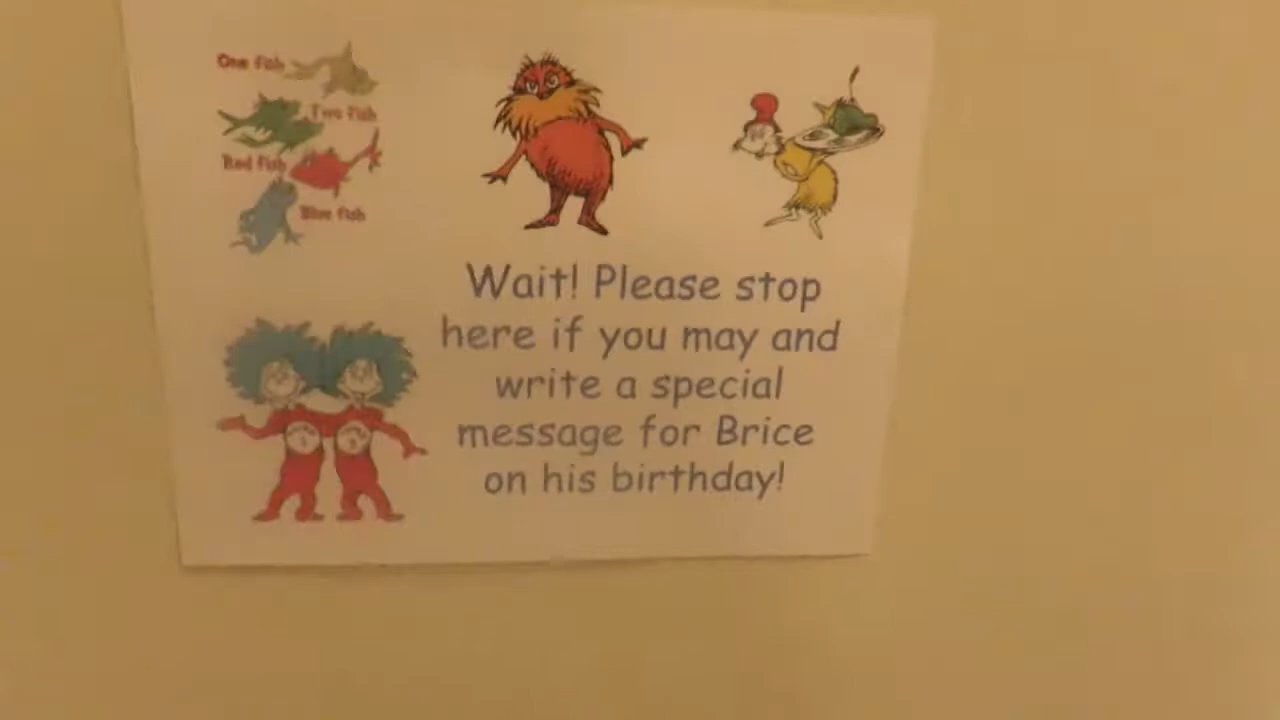 One fish
Two fish
Red fish
Blue fish
Wait! Please stop
here if you may and
write a special
message for Brice
on his birthday!